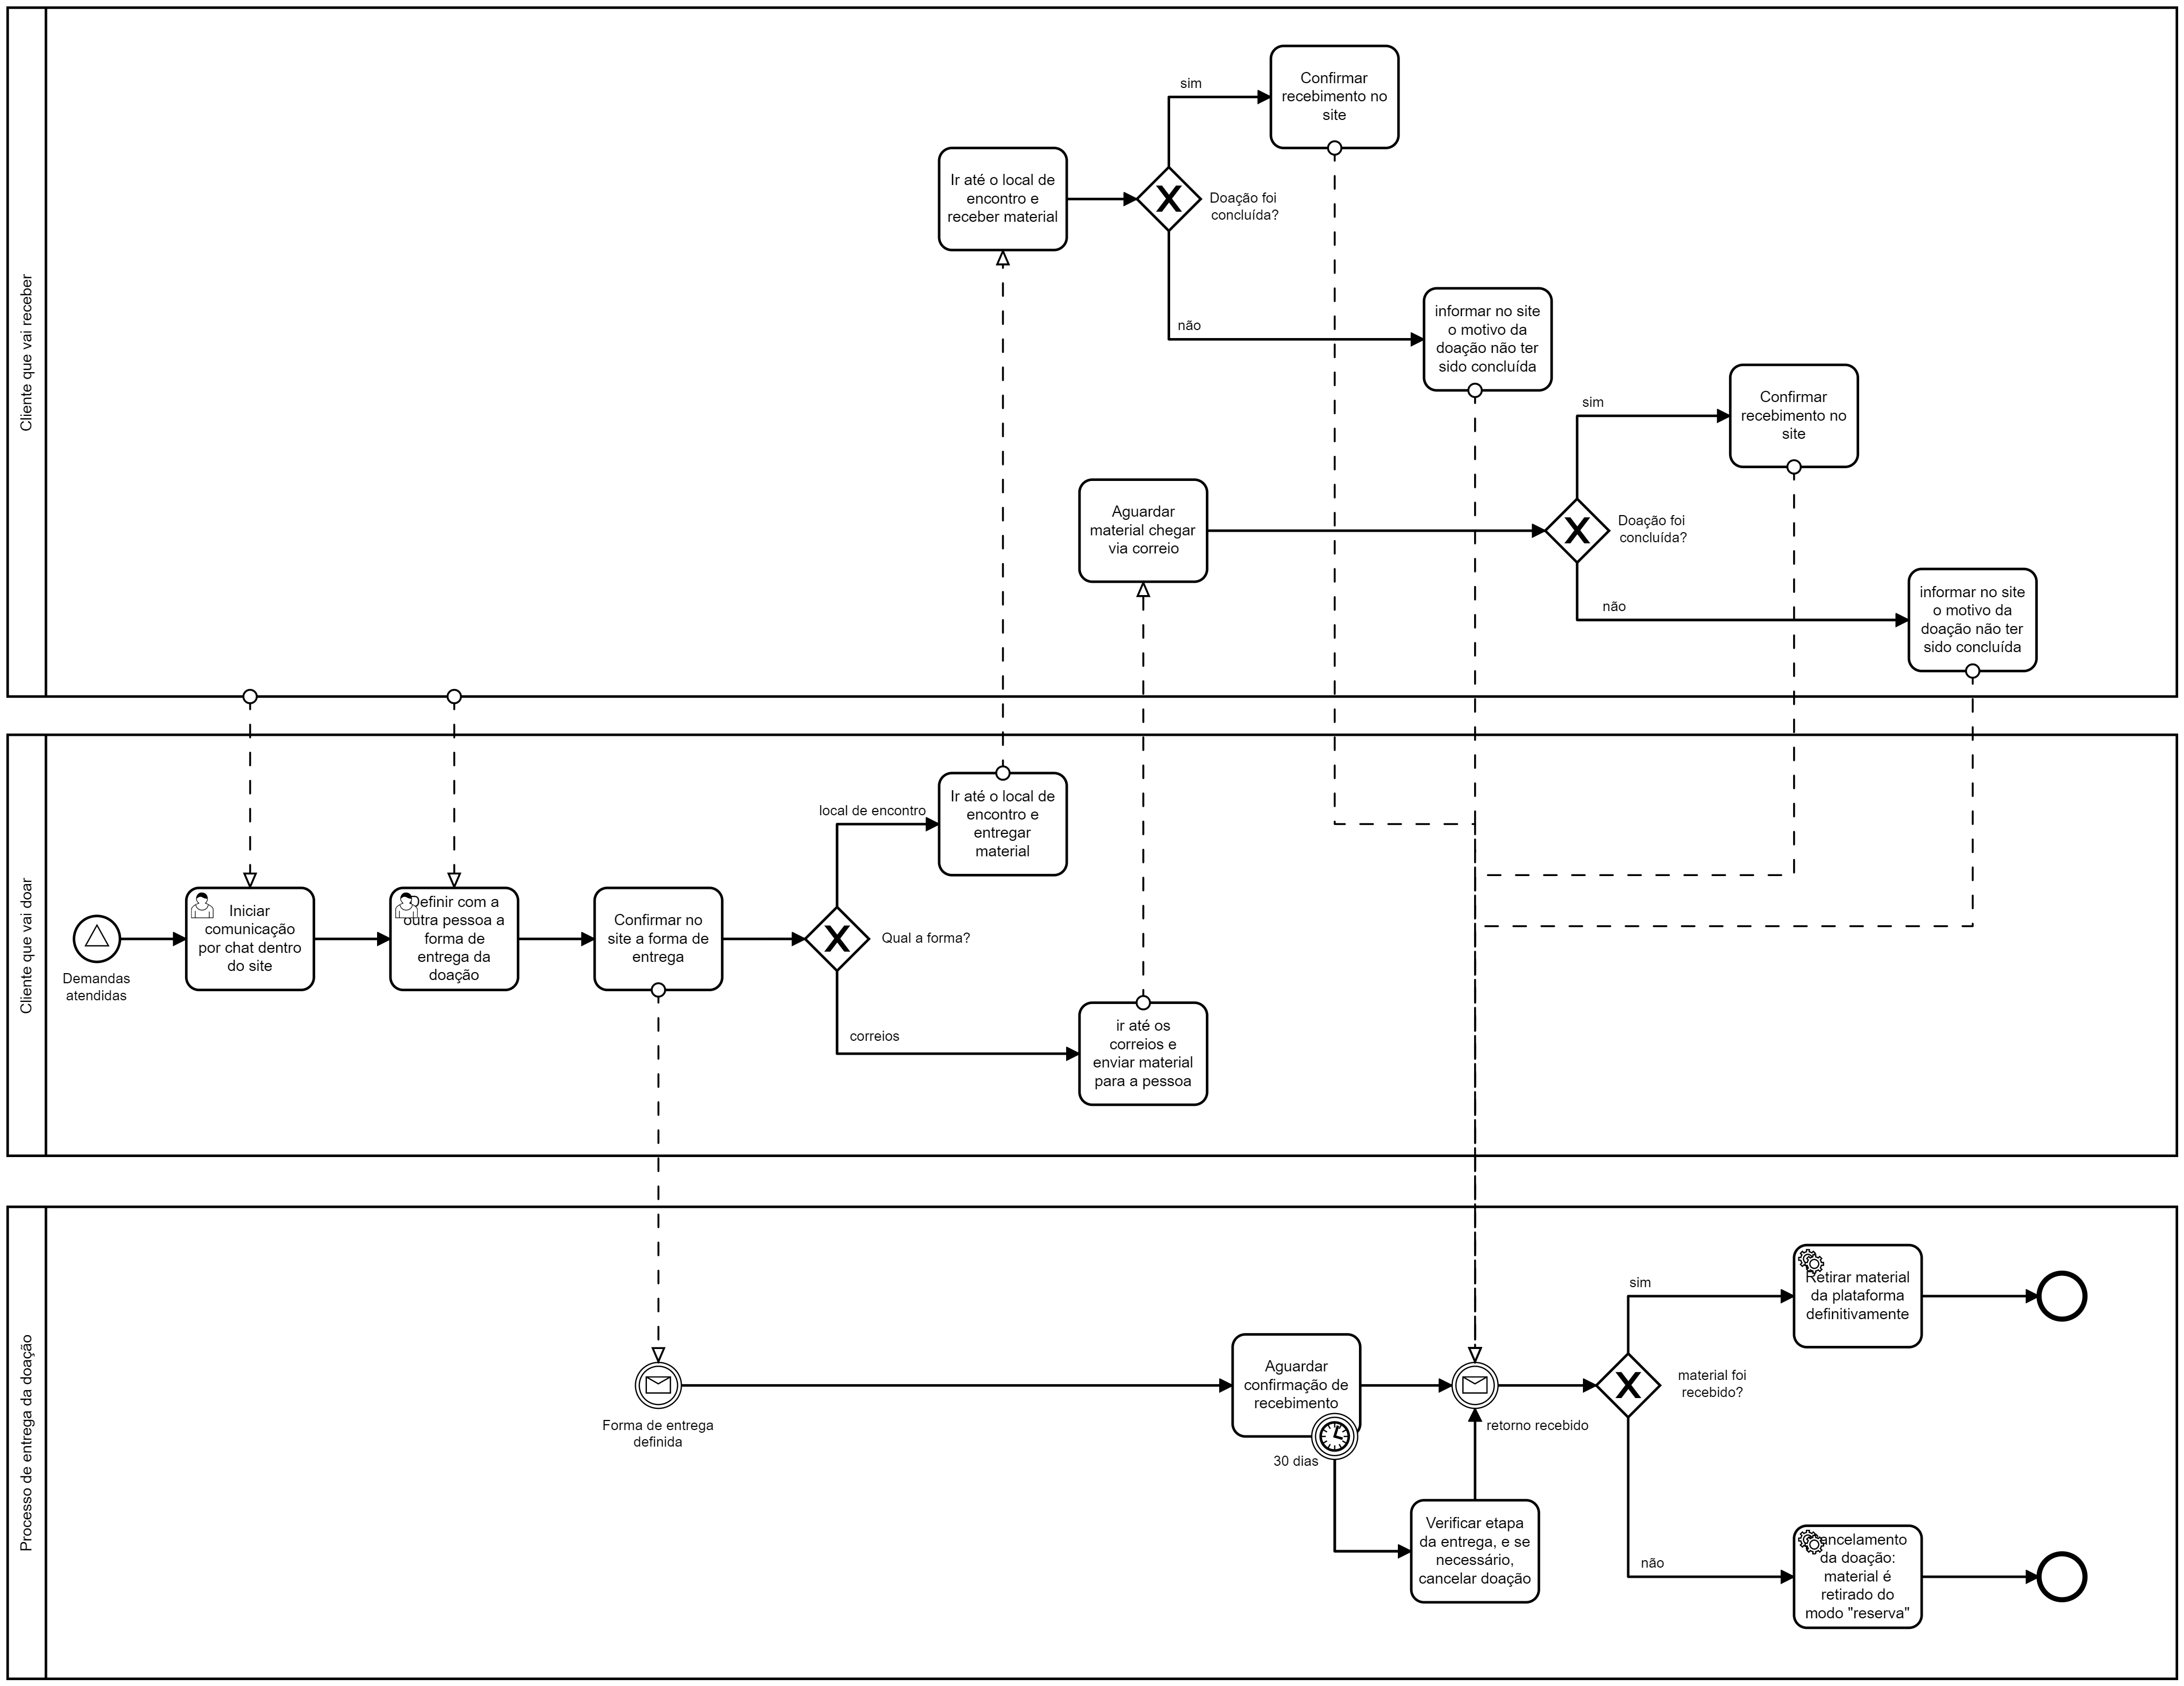 Cliente que vai receber
sim
Confirmar
recebimento no
site
Ir até o local de
encontro e
receber material
Doação foi
concluída?
não
informar no site
o motivo da
doação não ter
sido concluída
sim
Confirmar
recebimento no
site
Aguardar
material chegar
via correio
Doação foi
concluída?
não
informar no site
o motivo da
doação não ter
sido concluída
Cliente que vai doar
Demandas
atendidas
Iniciar
comunicação
por chat dentro
do site
Definir com a
outra pessoa a
forma de
entrega da
doação
Confirmar no
site a forma de
entrega
Qual a forma?
local de encontro
Ir até o local de
encontro e
entregar
material
correios
ir até os
correios e
enviar material
para a pessoa
Processo de entrega da doação
Forma de entrega
definida
Aguardar
confirmação de
recebimento
30 dias
Verificar etapa
da entrega, e se
necessário,
cancelar doação
retorno recebido
material foi
recebido?
sim
Retirar material
da plataforma
definitivamente
não
Cancelamento
da doação:
material é
retirado do
modo "reserva"